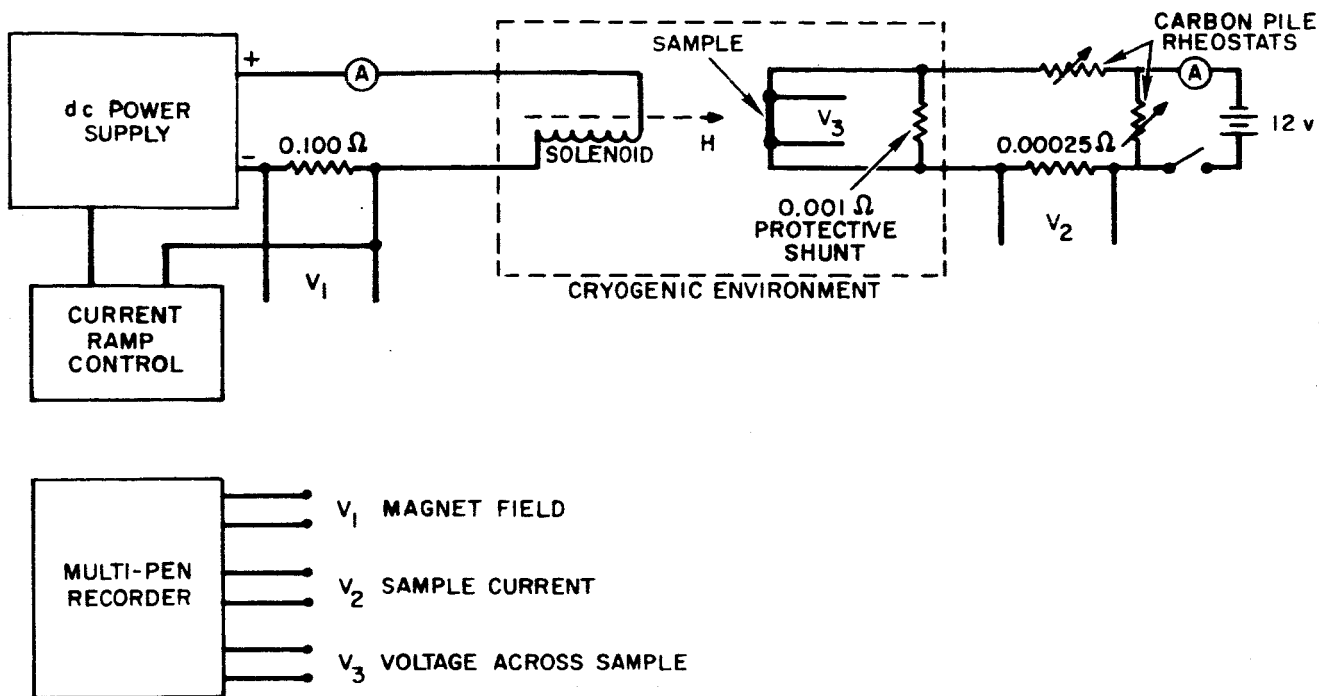 CARBON PILE
RHEOSTATS
SAMPLE
+
A
A
dc POWER
SUPPLY
V3
12 v
0.100 Ω
H
0.00025 Ω
−
SOLENOID
0.001 Ω
PROTECTIVE
SHUNT
V2
V1
CRYOGENIC ENVIRONMENT
CURRENT
RAMP
CONTROL
MULTI-PEN
RECORDER
V1 MAGNET FIELD
V2 SAMPLE CURRENT
V3 VOLTAGE ACROSS SAMPLE